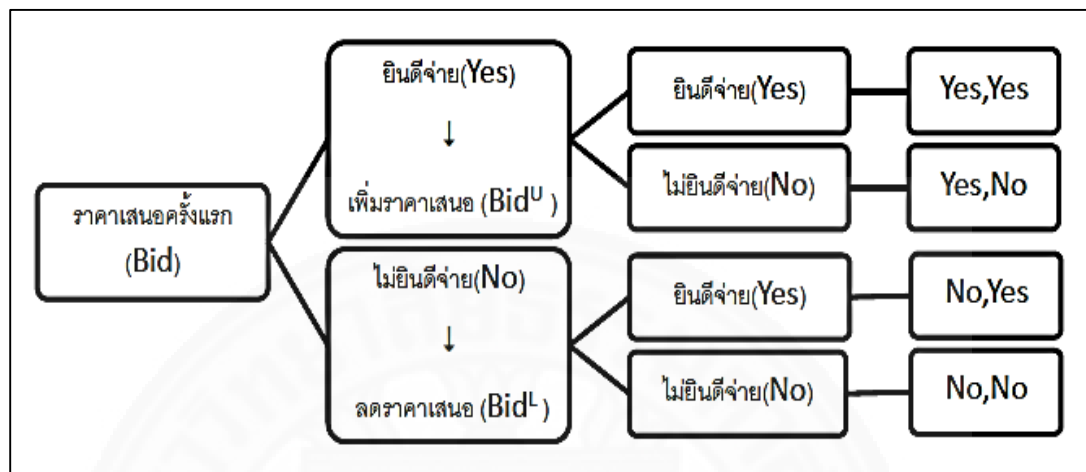 ราคาเสนอครั้งแรก
(Bid)
ยินดีจ่าย(Yes)
↓
เพิ่มราคาเสนอ (Bidᵁ )
ไม่ยินดีจ่าย(No)
↓
ลดราคาเสนอ (Bidᴸ )
ยินดีจ่าย(Yes)
ไม่ยินดีจ่าย(No)
ยินดีจ่าย(Yes)
ไม่ยินดีจ่าย(No)
Yes,Yes
Yes,No
No,Yes
No,No